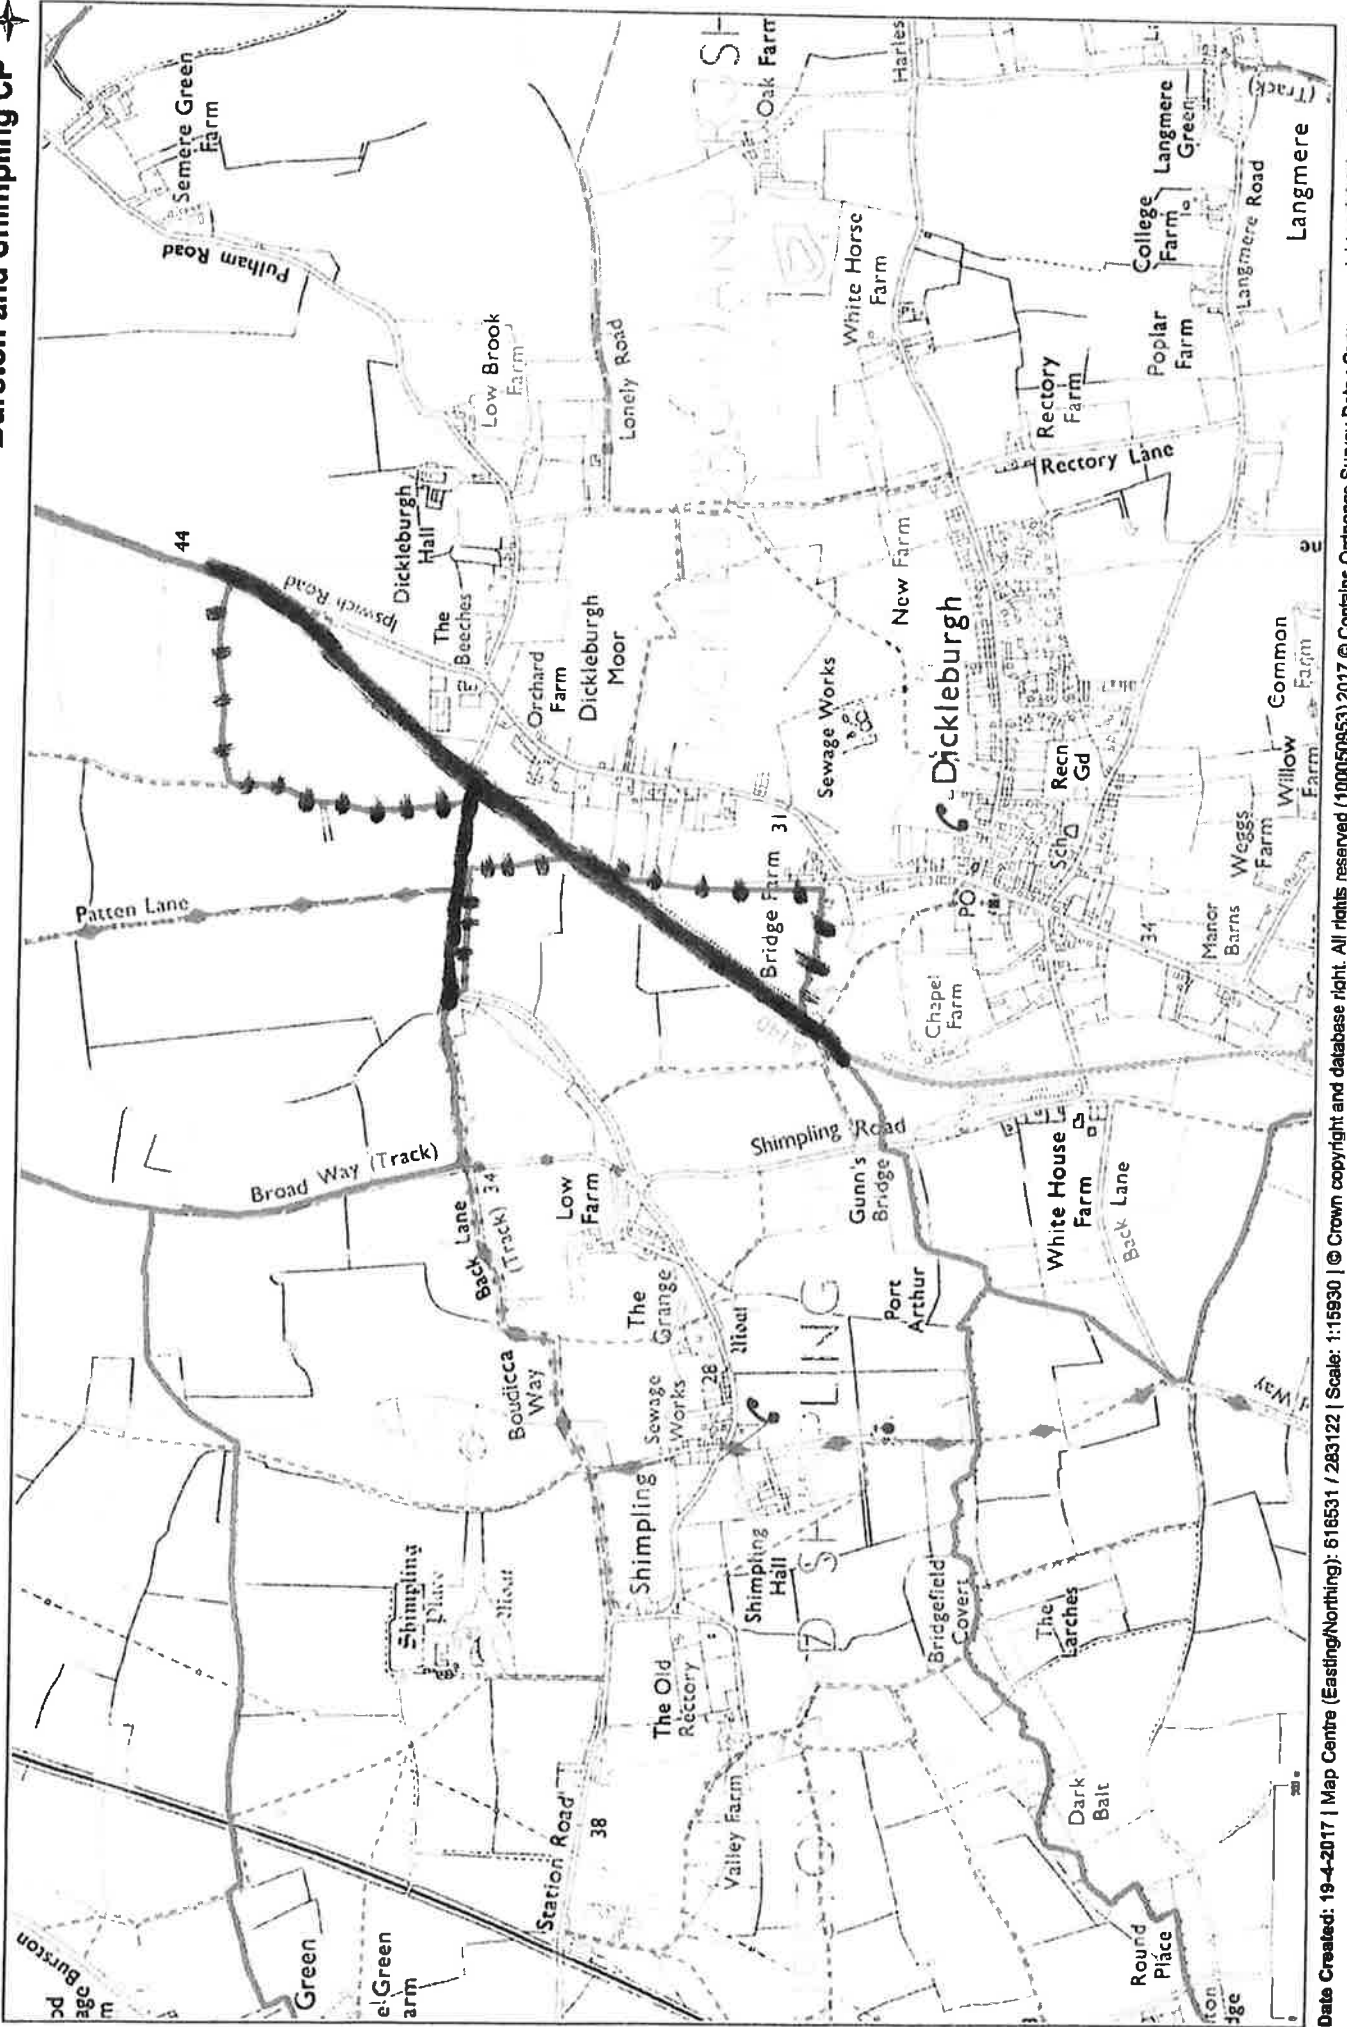 Burston and Shimpling CP
Semere Green
Farm
Pulham Road
Low Brook
Farm
Lonely Road
Oak Farm
Harles
White Horse
Farm
Langmere
Green
College
Farm
(Track)
Langmere Road
Langmere
Poplar
Farm
Rectory
Farm
Rectory Lane
44
Ipswich Road
Dickleburgh
Hall
The
Beeches
Orchard
Farm
Dickleburgh
Moor
New Farm
Sewage Works
Dickleburgh
Recn
Gd
Common
Farm
Willow
Farm
Weggs
Farm
Manor
Barns
34
Sch
PO
31
Bridge Farm
Chapel
Farm
Patten Lane
Broad Way (Track)
Back Lane
(Track)
34
Low
Farm
Shimpling Road
Gunn's
Bridge
White House
Farm
Back Lane
The
Grange
Moat
Port
Arthur
Boudicca
Way
Sewage
Works
28
Shimpling
SHIMPLING
Way
Shimpling
Hall
Shimpling
Place
Moat
The Old
Rectory
Bridgefield
Covert
The
Larches
Station Road
38
Valley Farm
Dark
Balt
Round
Place
Burston
Green
Green
arm
Date Created: 19-4-2017 | Map Centre (Easting/Northing): 616531 / 283122 | Scale: 1:15930 | © Crown copyright and database right. All rights reserved (100050953) 2017 © Contains Ordnance Survey Data